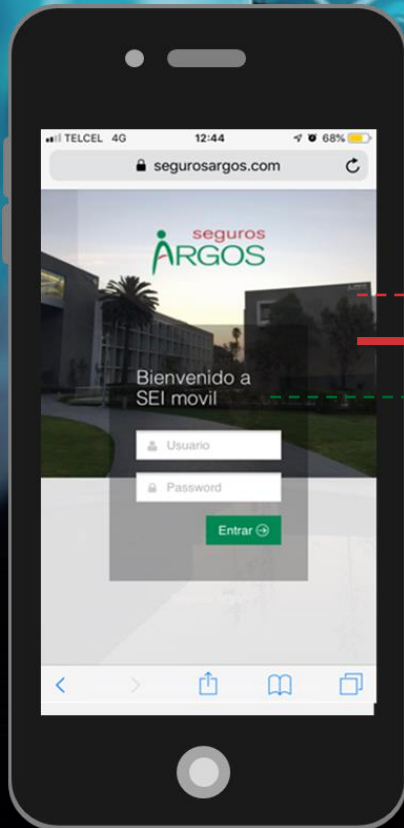 TELCEL 4G 12:44 68%
segurosargos.com
seguros
ARGOS
Bienvenido a
SEI movil
Usuario
Password
Entrar